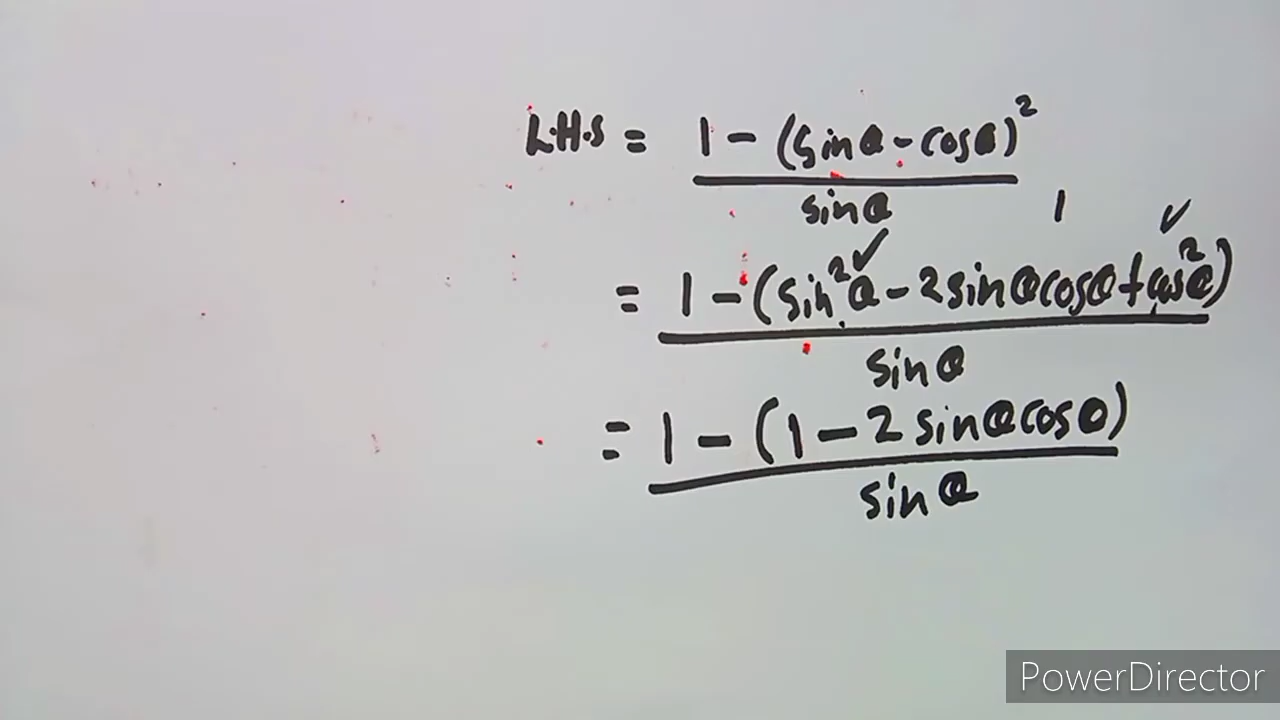 L.H.S = 1 - (sinθ - cosθ)²
sinθ
1
= 1 - (sin²θ - 2sinθcosθ + cos²θ)
sinθ
= 1 - (1 - 2sinθcosθ)
sinθ
PowerDirector